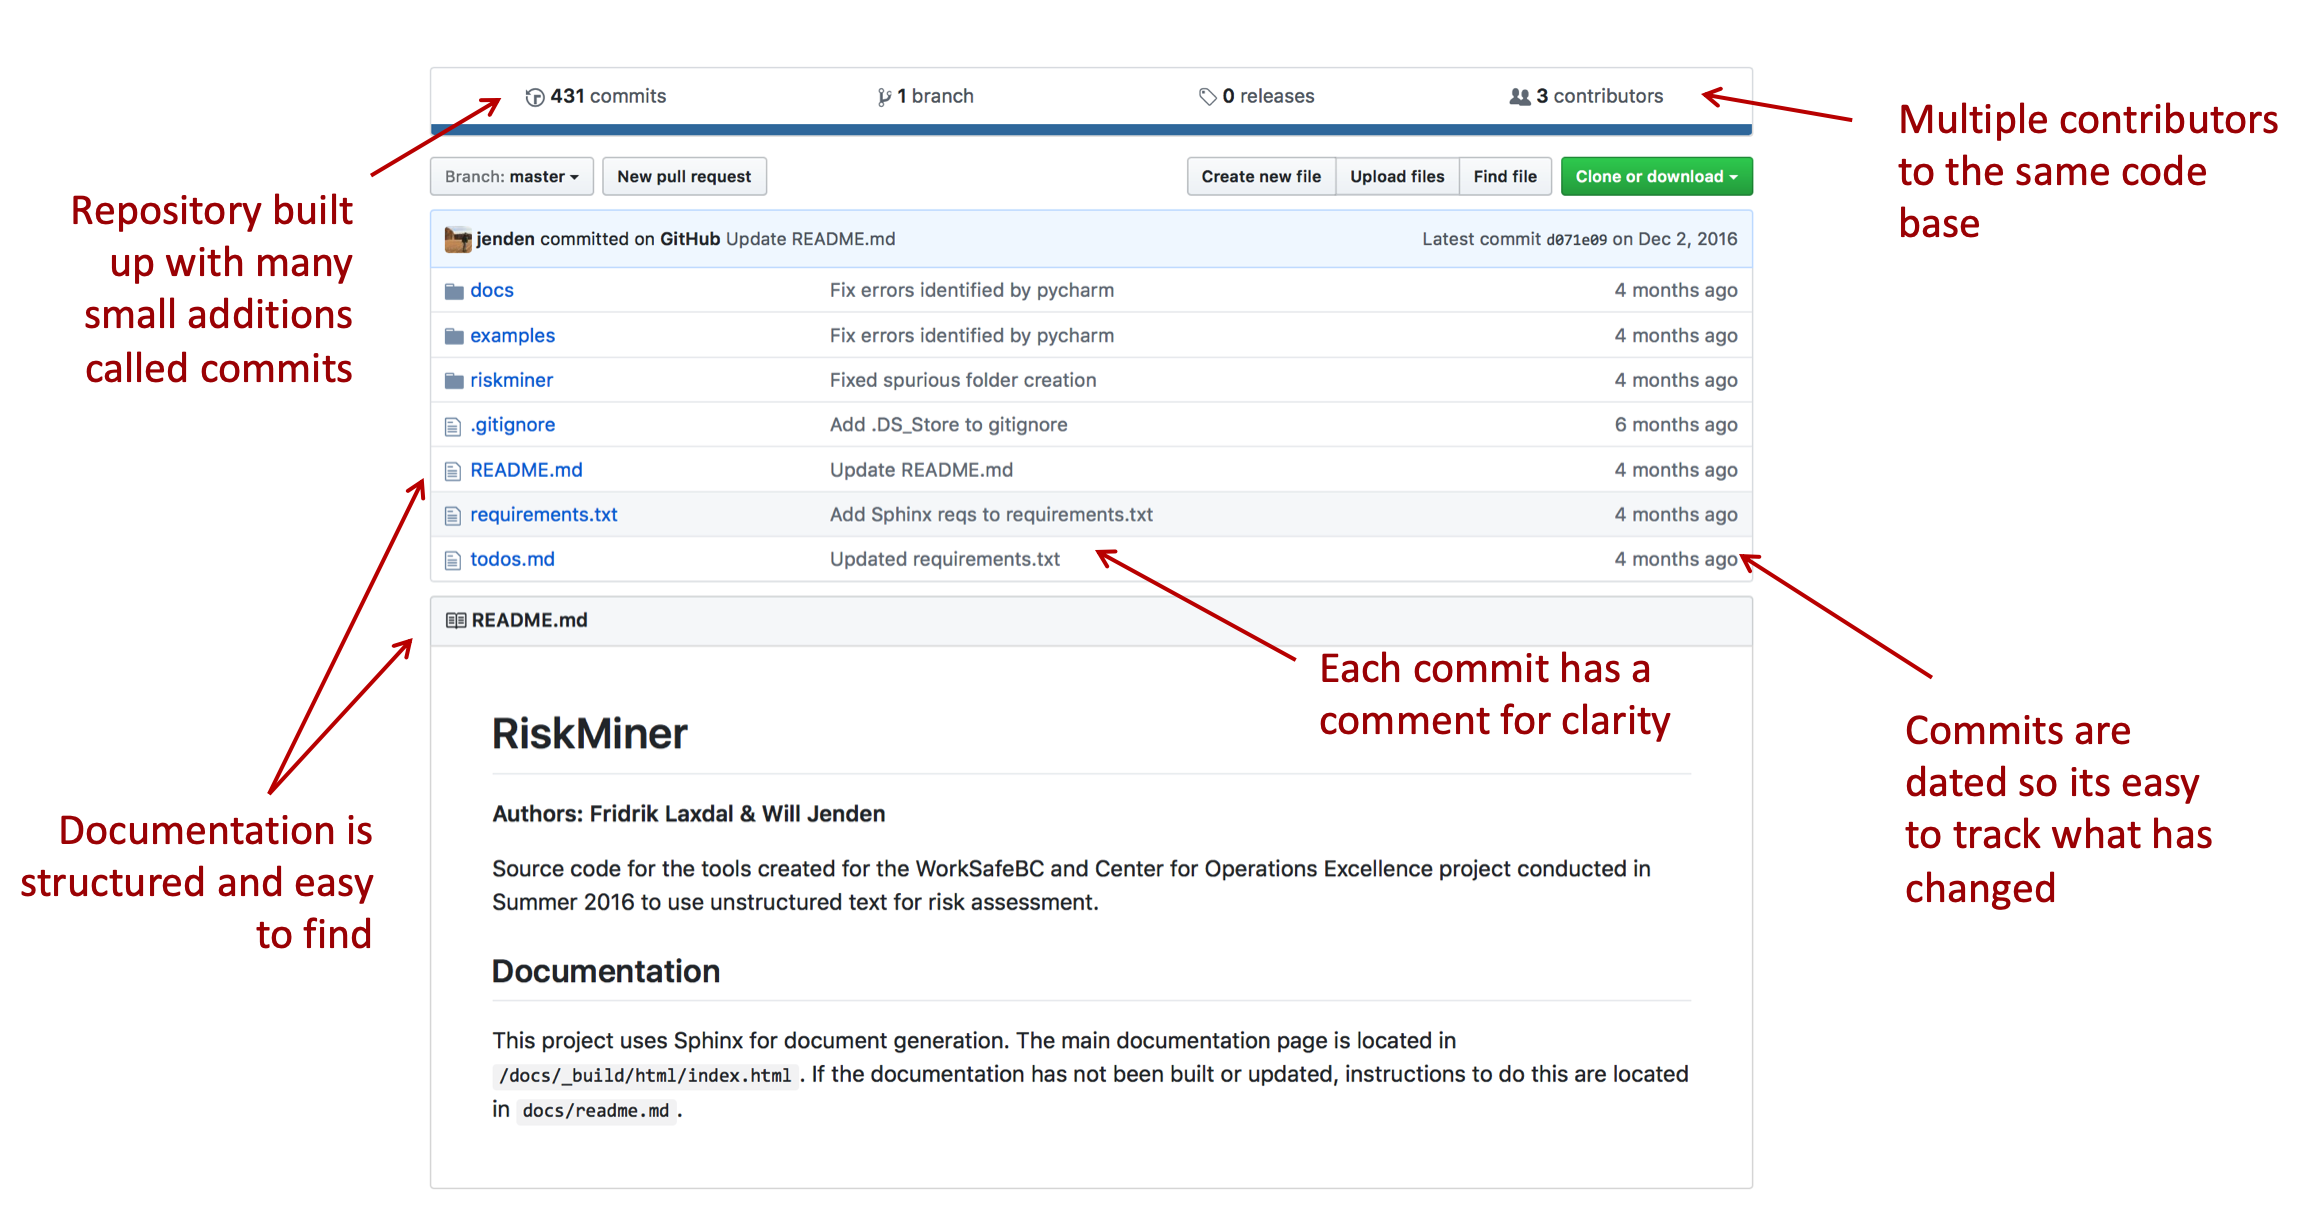 431 commits
1 branch
0 releases
3 contributors
Multiple contributors
to the same code
base
Branch: master
New pull request
Create new file
Upload files
Find file
Clone or download
Repository built
up with many
small additions
called commits
jenden committed on GitHub Update README.md
Latest commit d071e09 on Dec 2, 2016
docs
Fix errors identified by pycharm
4 months ago
examples
Fix errors identified by pycharm
4 months ago
riskminer
Fixed spurious folder creation
4 months ago
.gitignore
Add .DS_Store to gitignore
6 months ago
README.md
Update README.md
4 months ago
requirements.txt
Add Sphinx reqs to requirements.txt
4 months ago
todos.md
Updated requirements.txt
4 months ago
README.md
Each commit has a
comment for clarity
Commits are
dated so its easy
to track what has
changed
Documentation is
structured and easy
to find
RiskMiner
Authors: Fridrik Laxdal & Will Jenden
Source code for the tools created for the WorkSafeBC and Center for Operations Excellence project conducted in
Summer 2016 to use unstructured text for risk assessment.
Documentation
This project uses Sphinx for document generation. The main documentation page is located in
/docs/_build/html/index.html . If the documentation has not been built or updated, instructions to do this are located
in docs/readme.md .